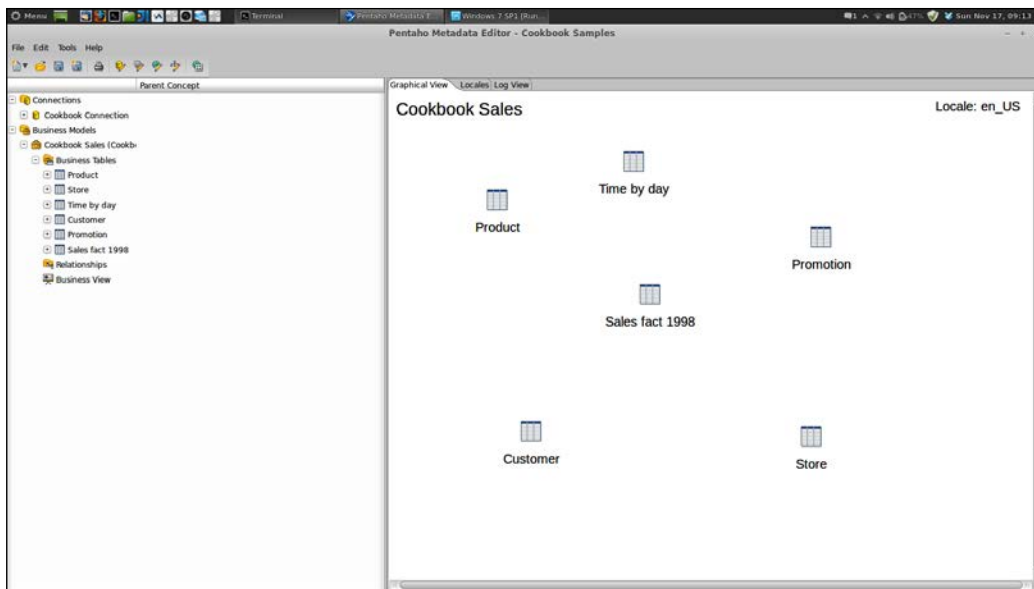 Menu Terminal Pentaho Metadata E... Windows 7 SP1 [Run... 1 47% Sun Nov 17, 09:13
Pentaho Metadata Editor - Cookbook Samples
File Edit Tools Help
Parent Concept
Graphical View Locales Log View
Connections
Cookbook Connection
Business Models
Cookbook Sales (Cookb
Business Tables
Product
Store
Time by day
Customer
Promotion
Sales fact 1998
Relationships
Business View
Cookbook Sales
Locale: en_US
Time by day
Product
Promotion
Sales fact 1998
Customer
Store